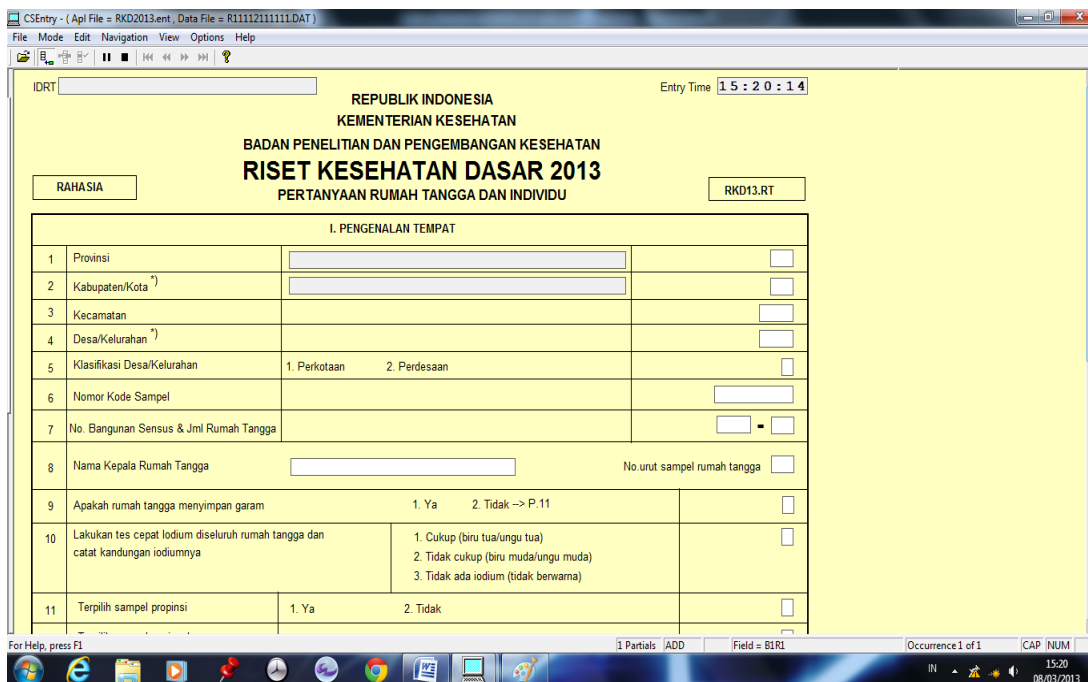 CSEntry - ( Apl File = RKD2013.ent , Data File = R11112111111.DAT )
File Mode Edit Navigation View Options Help
IDRT
Entry Time 15:20:14
REPUBLIK INDONESIA
KEMENTERIAN KESEHATAN
BADAN PENELITIAN DAN PENGEMBANGAN KESEHATAN
RISET KESEHATAN DASAR 2013
RAHASIA
PERTANYAAN RUMAH TANGGA DAN INDIVIDU
RKD13.RT
I. PENGENALAN TEMPAT
1 Provinsi
2 Kabupaten/Kota *)
3 Kecamatan
4 Desa/Kelurahan *)
5 Klasifikasi Desa/Kelurahan 1. Perkotaan 2. Perdesaan
6 Nomor Kode Sampel
7 No. Bangunan Sensus & Jml Rumah Tangga -
8 Nama Kepala Rumah Tangga No.urut sampel rumah tangga
9 Apakah rumah tangga menyimpan garam 1. Ya 2. Tidak --> P.11
10 Lakukan tes cepat Iodium diseluruh rumah tangga dan catat kandungan iodiumnya
1. Cukup (biru tua/ungu tua)
2. Tidak cukup (biru muda/ungu muda)
3. Tidak ada iodium (tidak berwarna)
11 Terpilih sampel propinsi 1. Ya 2. Tidak
For Help, press F1 1 Partials ADD Field = B1R1 Occurrence 1 of 1 CAP NUM
IN 15:20
08/03/2013